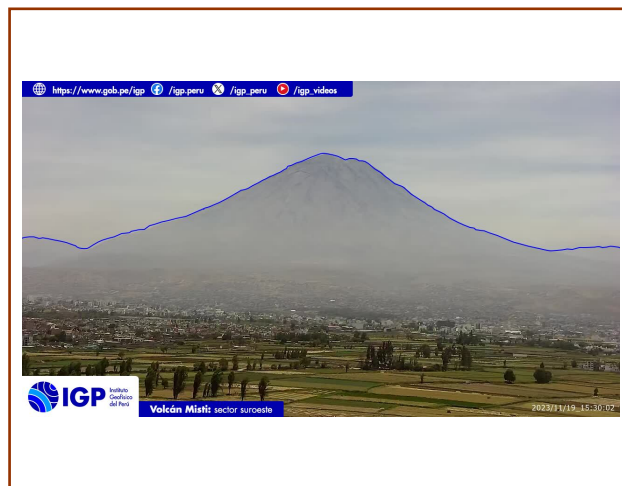 https://www.gob.pe/igp /igp.peru /igp_peru /igp_videos
IGP Instituto
Geofísico
del Perú
Volcán Misti: sector suroeste
2023/11/19 15:30:02